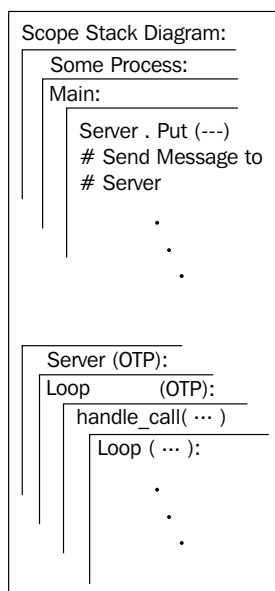 Scope Stack Diagram:
Some Process:
Main:
Server . Put (---)
# Send Message to
# Server
.
.
.
Server (OTP):
Loop (OTP):
handle_call( ··· )
Loop ( ··· ):
.
.
.